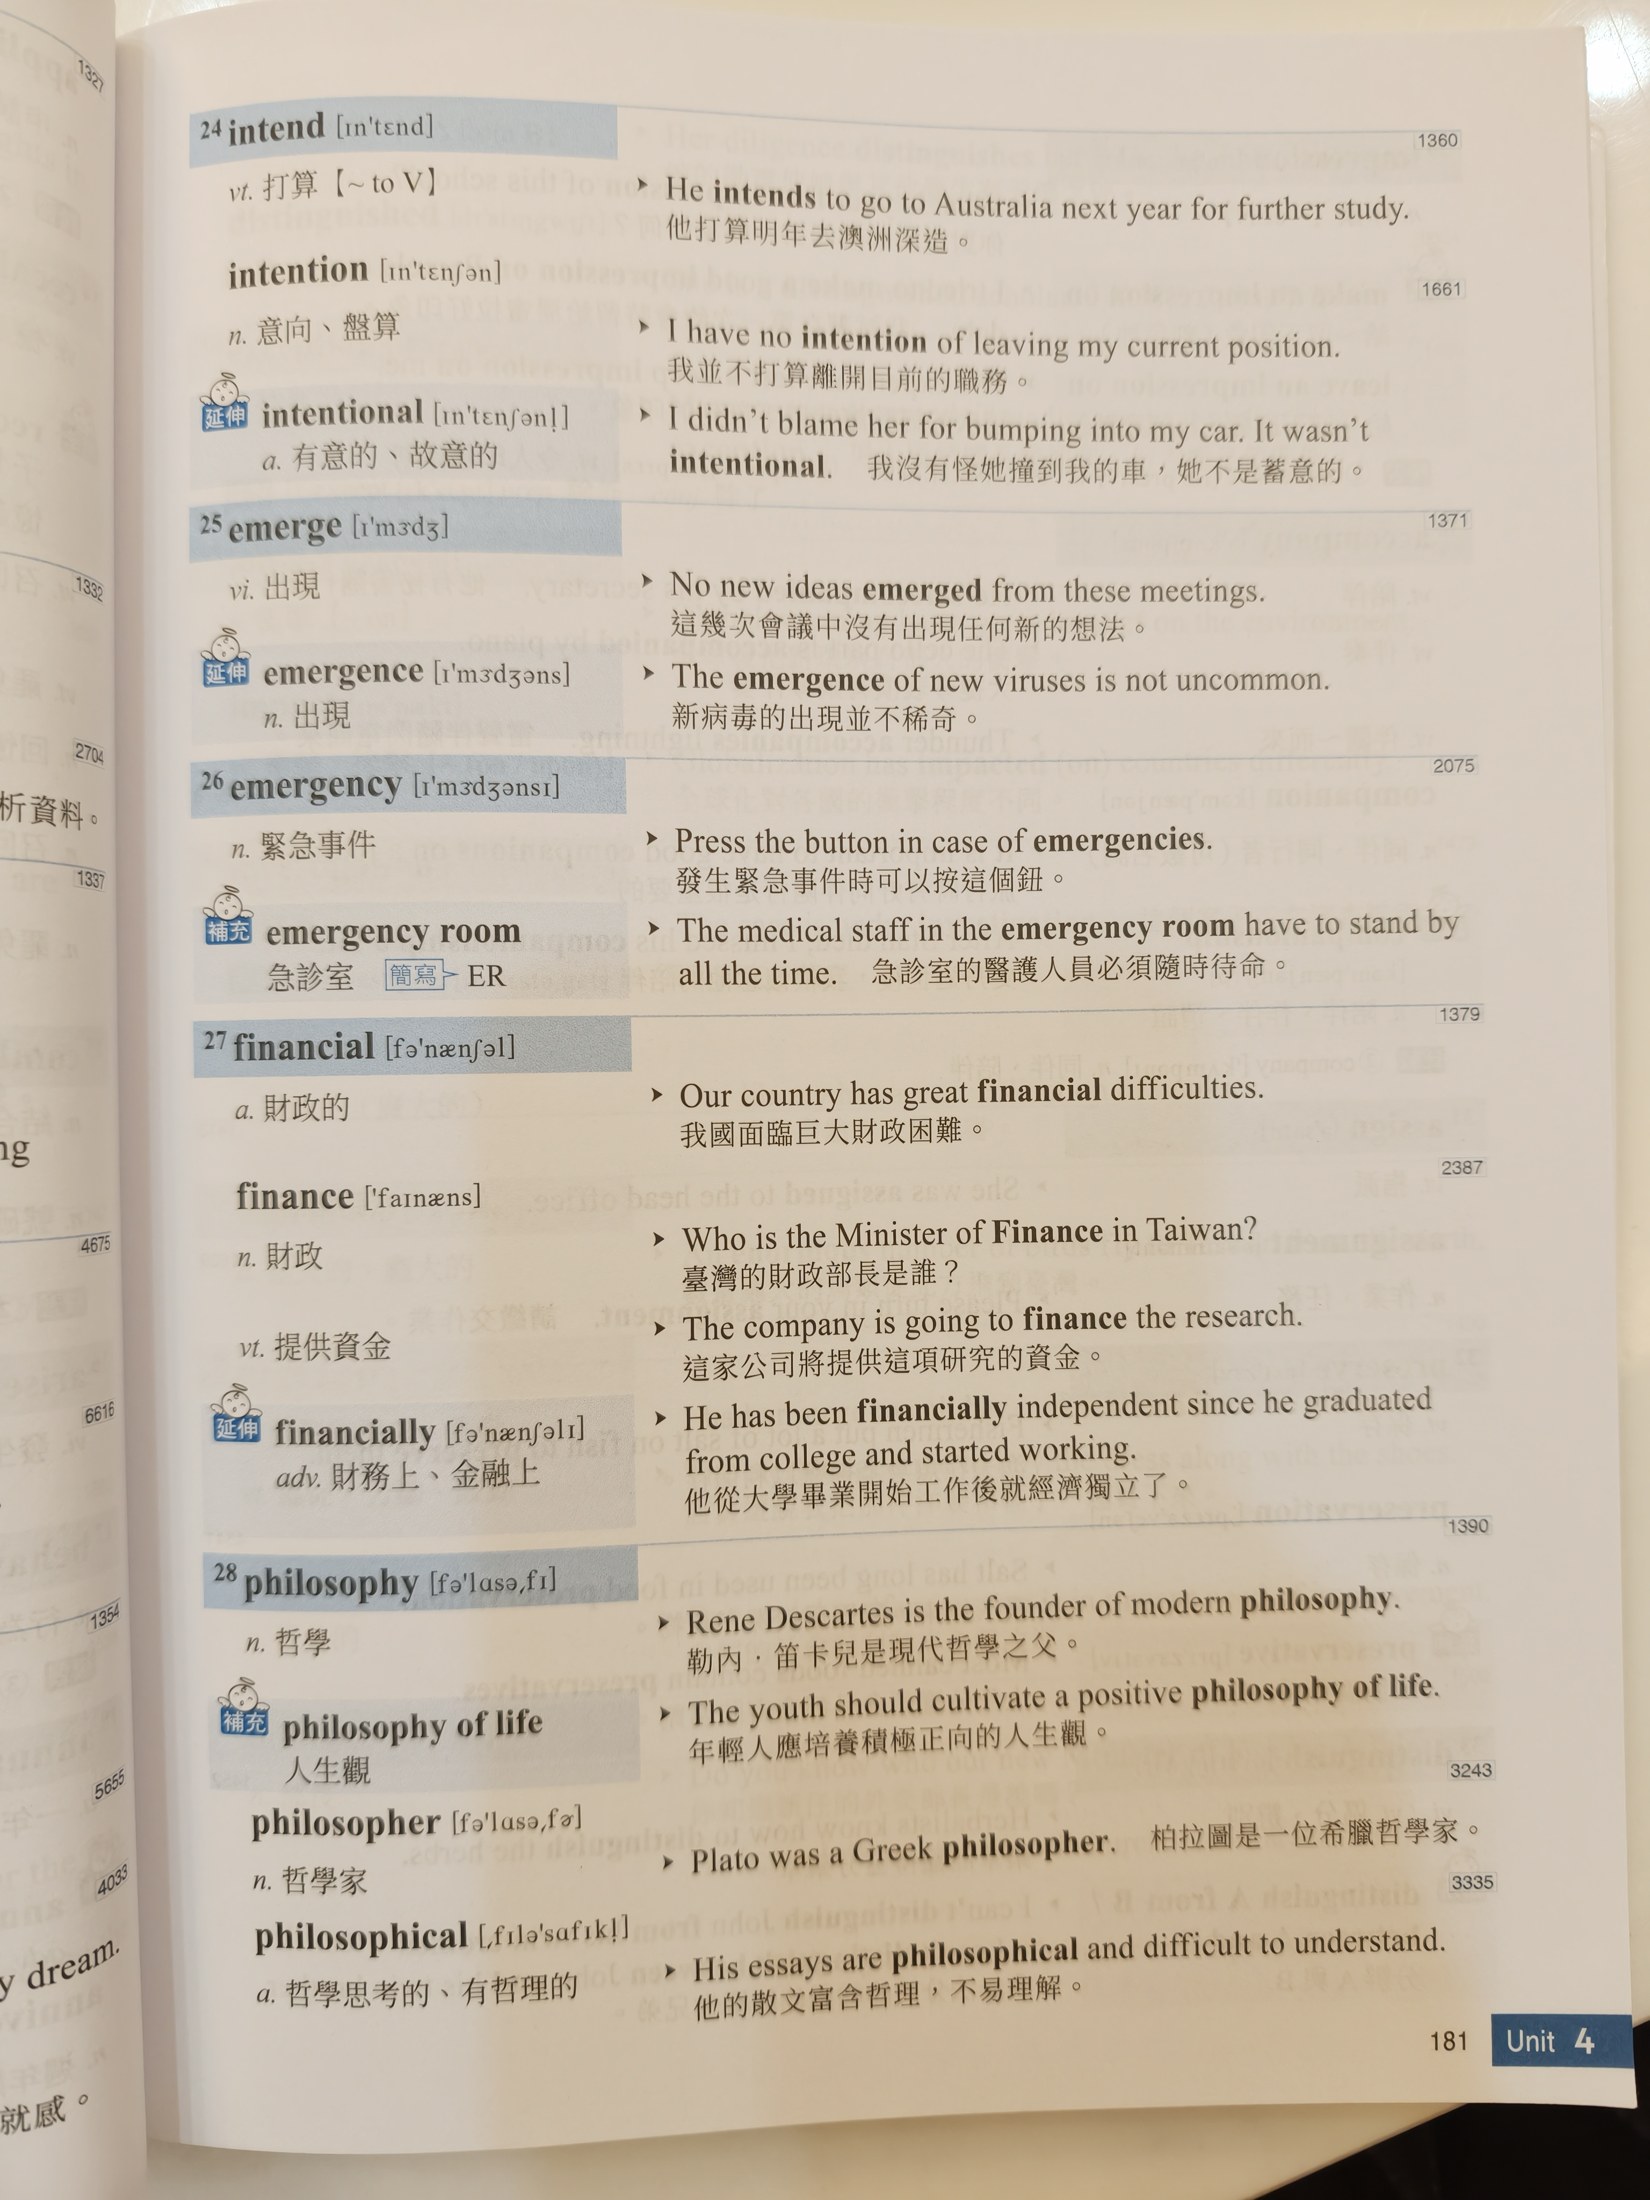 24 intend [ɪn'tɛnd]
1360
vt. 打算【~ to V】
➤ He intends to go to Australia next year for further study.
他打算明年去澳洲深造。
intention [ɪn'tɛnʃən]
1661
n. 意向、盤算
➤ I have no intention of leaving my current position.
我並不打算離開目前的職務。
延伸 intentional [ɪn'tɛnʃənl̩]
a. 有意的、故意的
➤ I didn't blame her for bumping into my car. It wasn't
intentional. 我沒有怪她撞到我的車，她不是蓄意的。
25 emerge [ɪ'mɝdʒ]
1371
vi. 出現
➤ No new ideas emerged from these meetings.
這幾次會議中沒有出現任何新的想法。
延伸 emergence [ɪ'mɝdʒəns]
n. 出現
➤ The emergence of new viruses is not uncommon.
新病毒的出現並不稀奇。
26 emergency [ɪ'mɝdʒənsɪ]
2075
n. 緊急事件
➤ Press the button in case of emergencies.
發生緊急事件時可以按這個鈕。
補充 emergency room
急診室 簡寫 ER
➤ The medical staff in the emergency room have to stand by
all the time. 急診室的醫護人員必須隨時待命。
27 financial [fə'nænʃəl]
1379
a. 財政的
➤ Our country has great financial difficulties.
我國面臨巨大財政困難。
finance ['faɪnæns]
2387
n. 財政
➤ Who is the Minister of Finance in Taiwan?
臺灣的財政部長是誰？
vt. 提供資金
➤ The company is going to finance the research.
這家公司將提供這項研究的資金。
延伸 financially [fə'nænʃəlɪ]
adv. 財務上、金融上
➤ He has been financially independent since he graduated
from college and started working.
他從大學畢業開始工作後就經濟獨立了。
28 philosophy [fə'lɑsə,fɪ]
1390
n. 哲學
➤ Rene Descartes is the founder of modern philosophy.
勒內．笛卡兒是現代哲學之父。
補充 philosophy of life
人生觀
➤ The youth should cultivate a positive philosophy of life.
年輕人應培養積極正向的人生觀。
philosopher [fə'lɑsə,fɚ]
3243
n. 哲學家
➤ Plato was a Greek philosopher. 柏拉圖是一位希臘哲學家。
philosophical [,fɪlə'sɑfɪkl̩]
3335
a. 哲學思考的、有哲理的
➤ His essays are philosophical and difficult to understand.
他的散文富含哲理，不易理解。
181 Unit 4
1327
1332
2704
析資料。
1337
ng
4675
6616
1354
5655
4033
y dream.
就感。